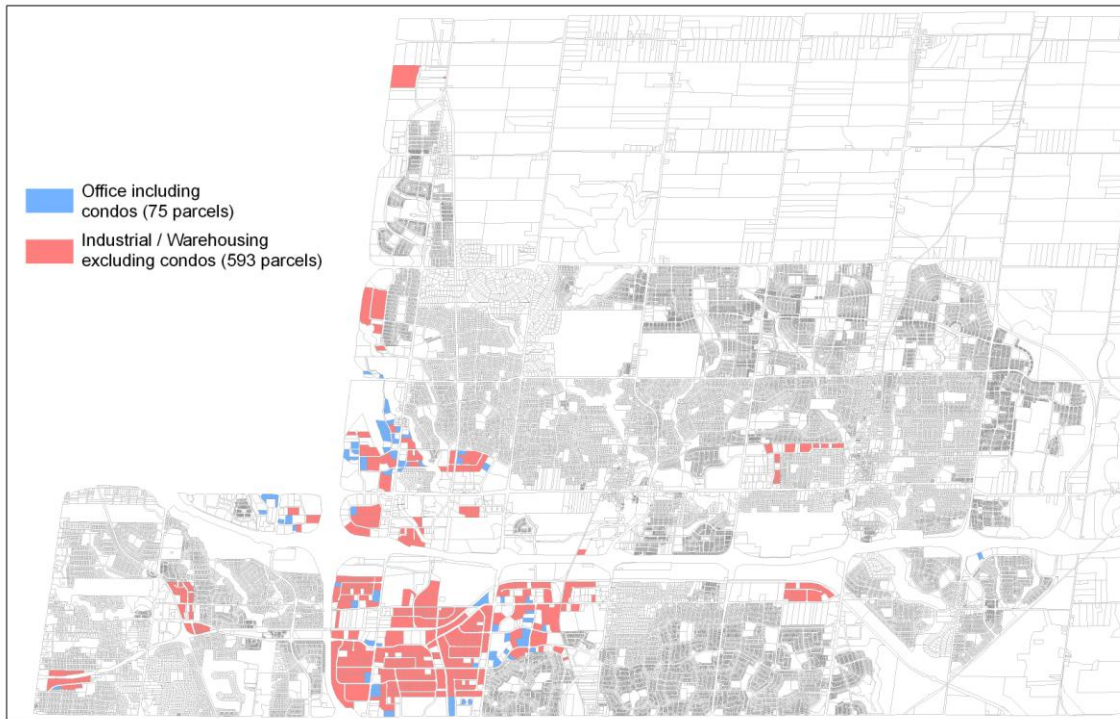 Office including
condos (75 parcels)
Industrial / Warehousing
excluding condos (593 parcels)